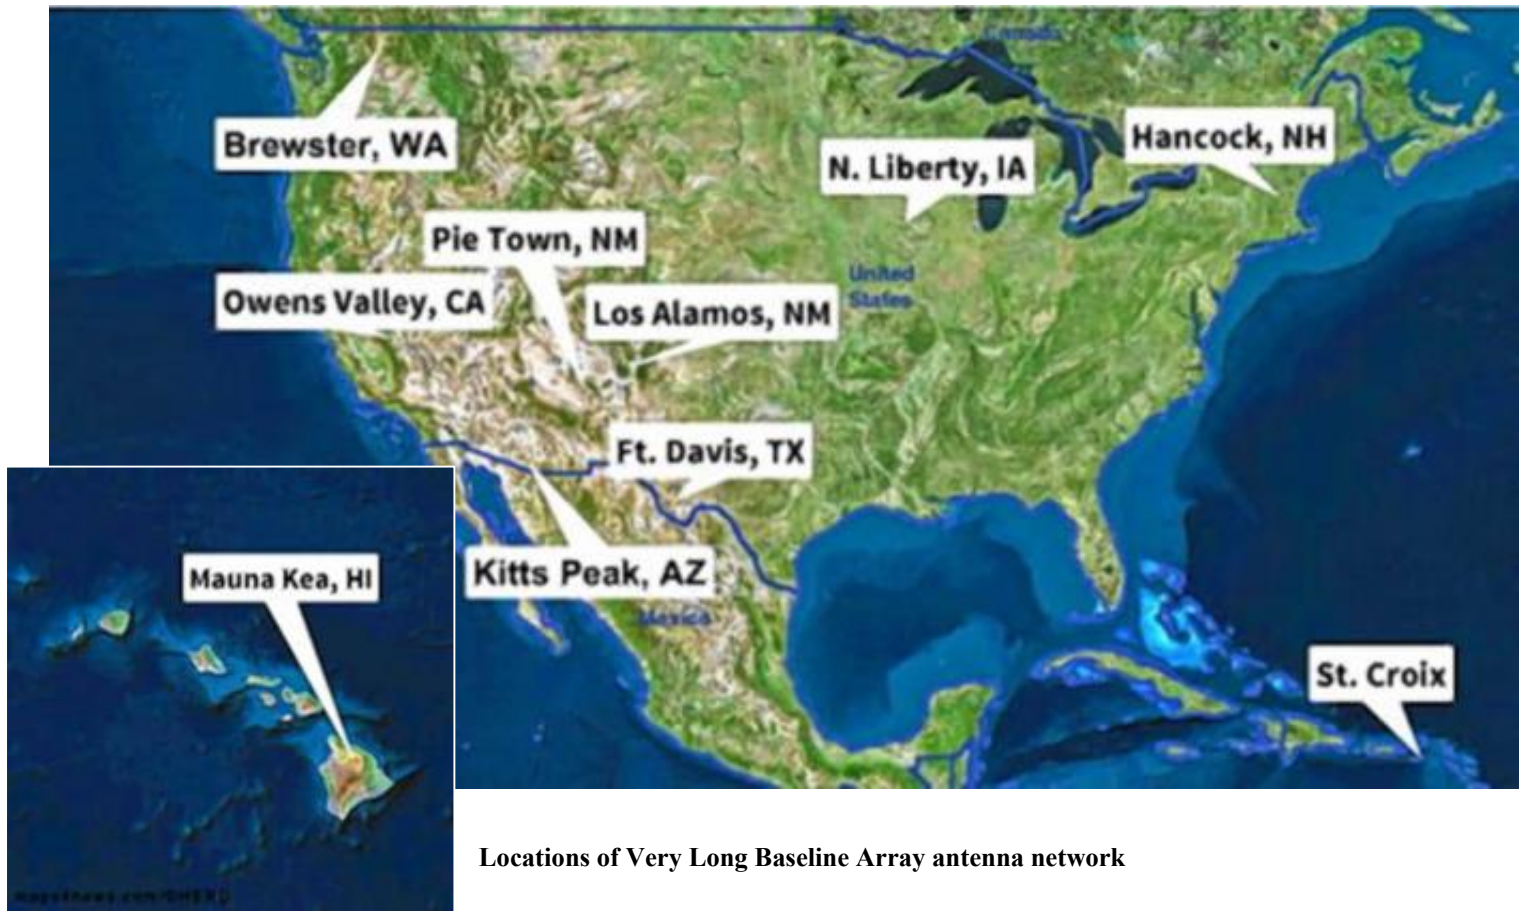 Canada
Brewster, WA
Hancock, NH
N. Liberty, IA
Pie Town, NM
United
States
Owens Valley, CA
Los Alamos, NM
Ft. Davis, TX
Kitts Peak, AZ
Mauna Kea, HI
Mexico
St. Croix
Locations of Very Long Baseline Array antenna network